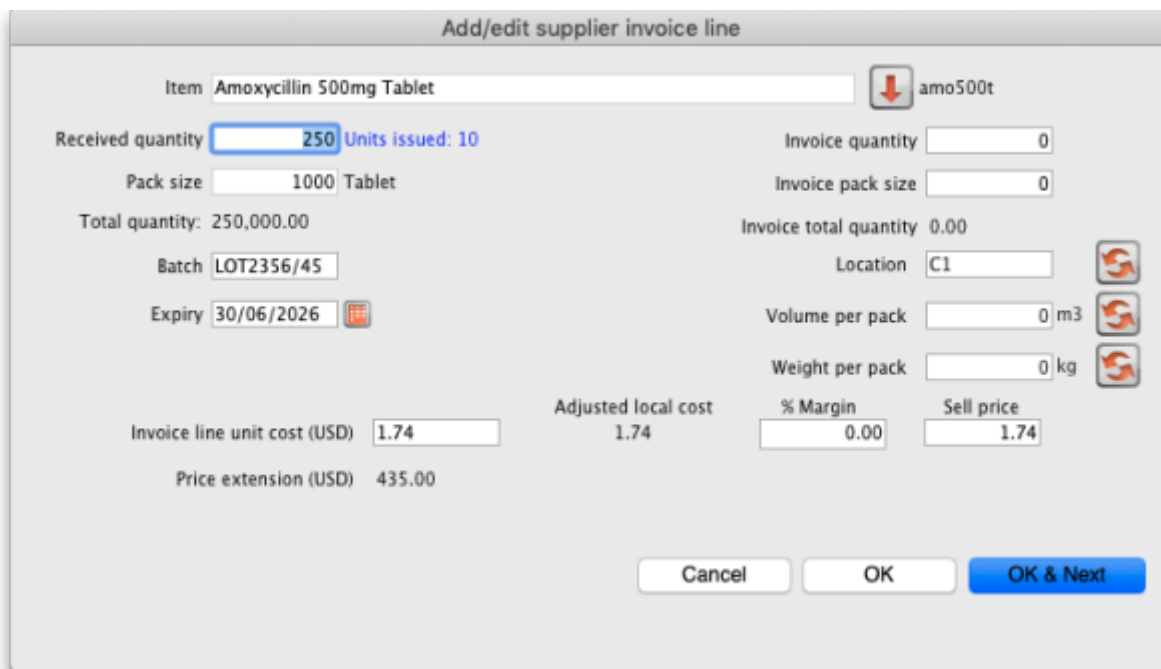 Add/edit supplier invoice line
Item Amoxycillin 500mg Tablet amo500t
Received quantity 250 Units issued: 10 Invoice quantity 0
Pack size 1000 Tablet Invoice pack size 0
Total quantity: 250,000.00 Invoice total quantity 0.00
Batch LOT2356/45 Location C1
Expiry 30/06/2026 Volume per pack 0 m3
Weight per pack 0 kg
Adjusted local cost % Margin Sell price
Invoice line unit cost (USD) 1.74 1.74 0.00 1.74
Price extension (USD) 435.00
Cancel OK OK & Next